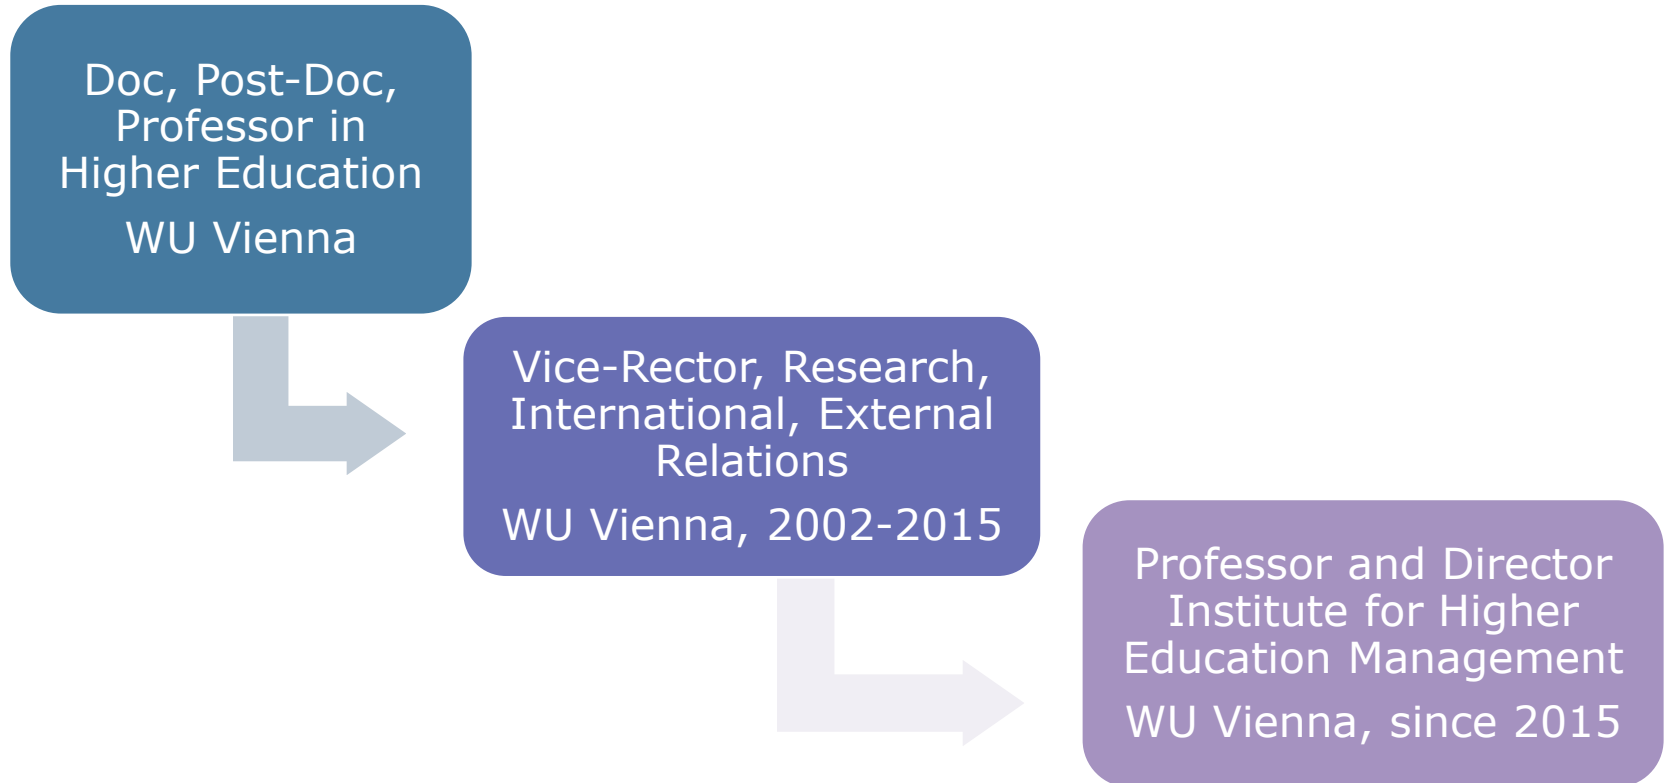 Doc, Post-Doc,
Professor in
Higher Education
WU Vienna
Vice-Rector, Research,
International, External
Relations
WU Vienna, 2002-2015
Professor and Director
Institute for Higher
Education Management
WU Vienna, since 2015